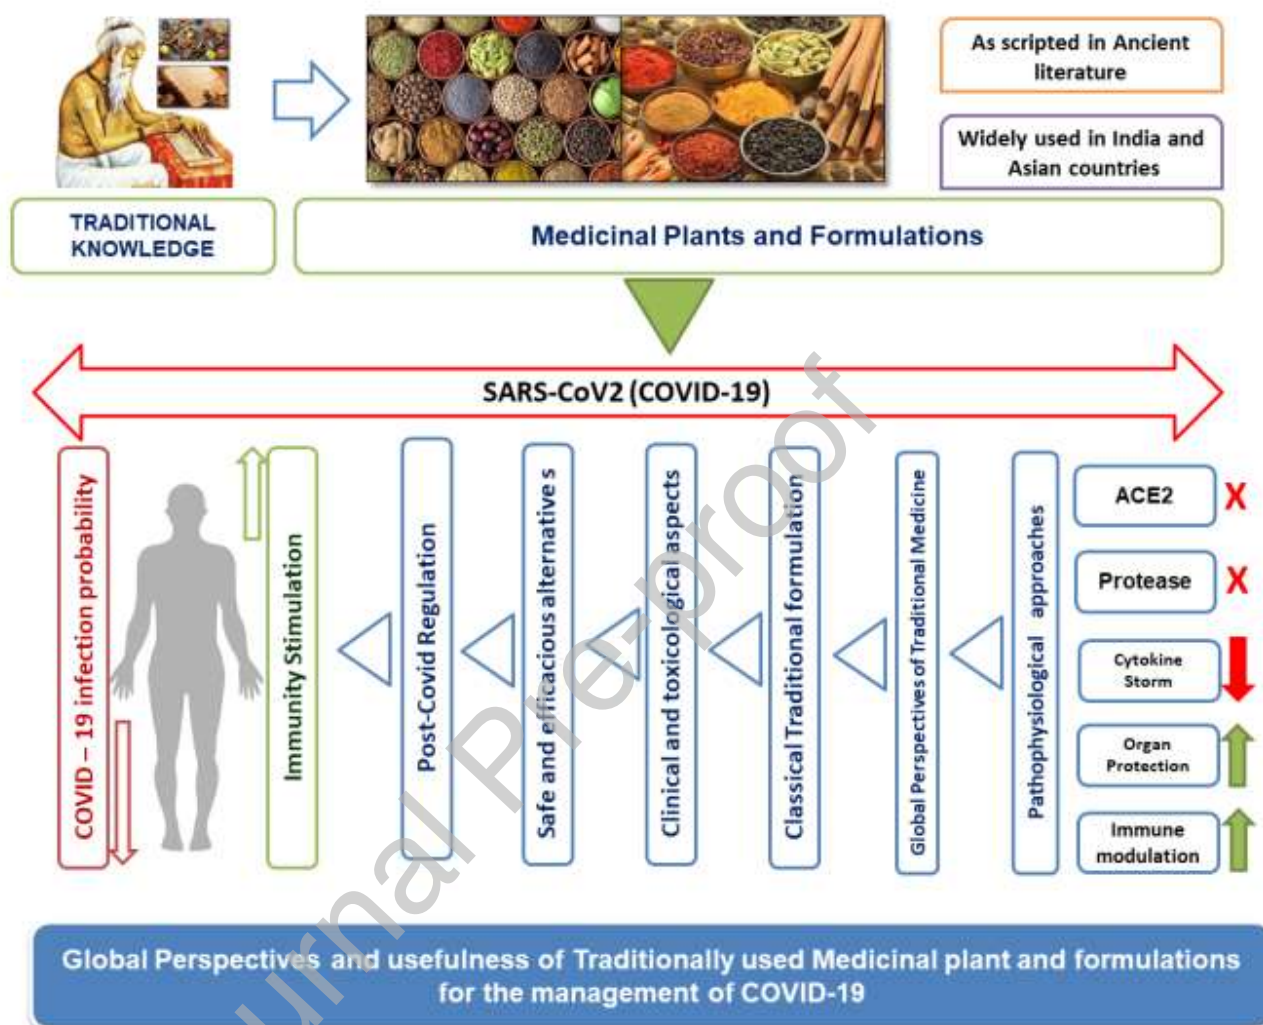 As scripted in Ancient
literature
Widely used in India and
Asian countries
TRADITIONAL
KNOWLEDGE
Medicinal Plants and Formulations
SARS-CoV2 (COVID-19)
COVID – 19 infection probability
Immunity Stimulation
Post-Covid Regulation
Safe and efficacious alternative s
Clinical and toxicological aspects
Classical Traditional formulation
Global Perspectives of Traditional Medicine
Pathophysiological approaches
ACE2 X
Protease X
Cytokine
Storm
Organ
Protection
Immune
modulation
Global Perspectives and usefulness of Traditionally used Medicinal plant and formulations
for the management of COVID-19
urnal Pre-proof